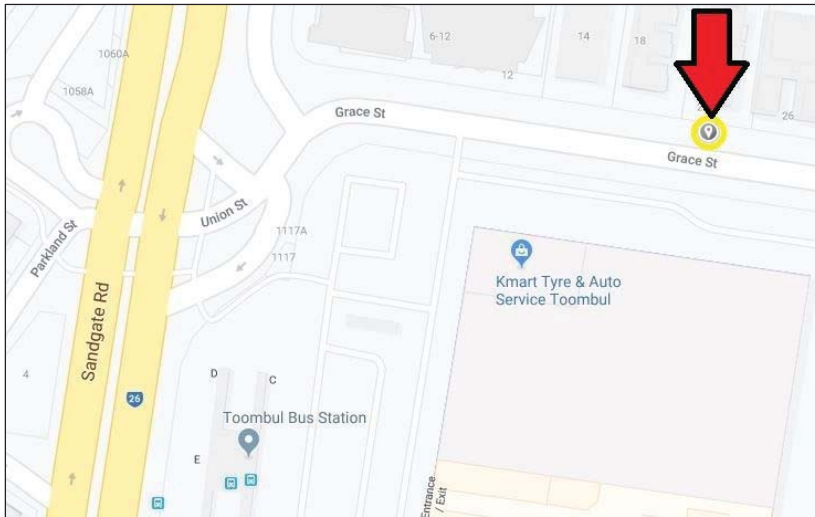 1060A
6-12
14
18
1058A
12
26
Grace St
Grace St
Union St
Parkland St
1117A
1117
Kmart Tyre & Auto
Service Toombul
Sandgate Rd
4
D
C
26
Toombul Bus Station
E
Entrance
/ Exit